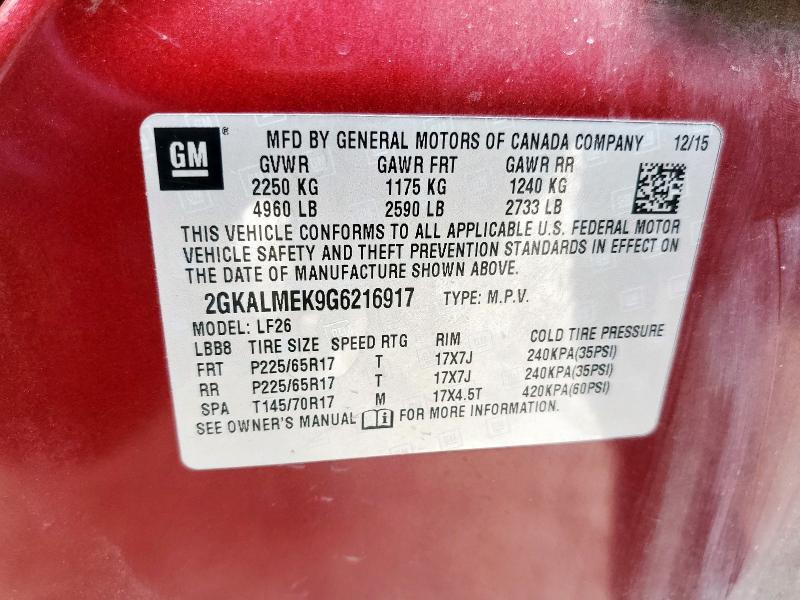 GM ® MFD BY GENERAL MOTORS OF CANADA COMPANY 12/15
GVWR GAWR FRT GAWR RR
2250 KG 1175 KG 1240 KG
4960 LB 2590 LB 2733 LB
THIS VEHICLE CONFORMS TO ALL APPLICABLE U.S. FEDERAL MOTOR
VEHICLE SAFETY AND THEFT PREVENTION STANDARDS IN EFFECT ON
THE DATE OF MANUFACTURE SHOWN ABOVE.
2GKALMEK9G6216917 TYPE: M.P.V.
MODEL: LF26
LBB8 TIRE SIZE SPEED RTG RIM COLD TIRE PRESSURE
FRT P225/65R17 T 17X7J 240KPA(35PSI)
RR P225/65R17 T 17X7J 240KPA(35PSI)
SPA T145/70R17 M 17X4.5T 420KPA(60PSI)
SEE OWNER'S MANUAL FOR MORE INFORMATION.